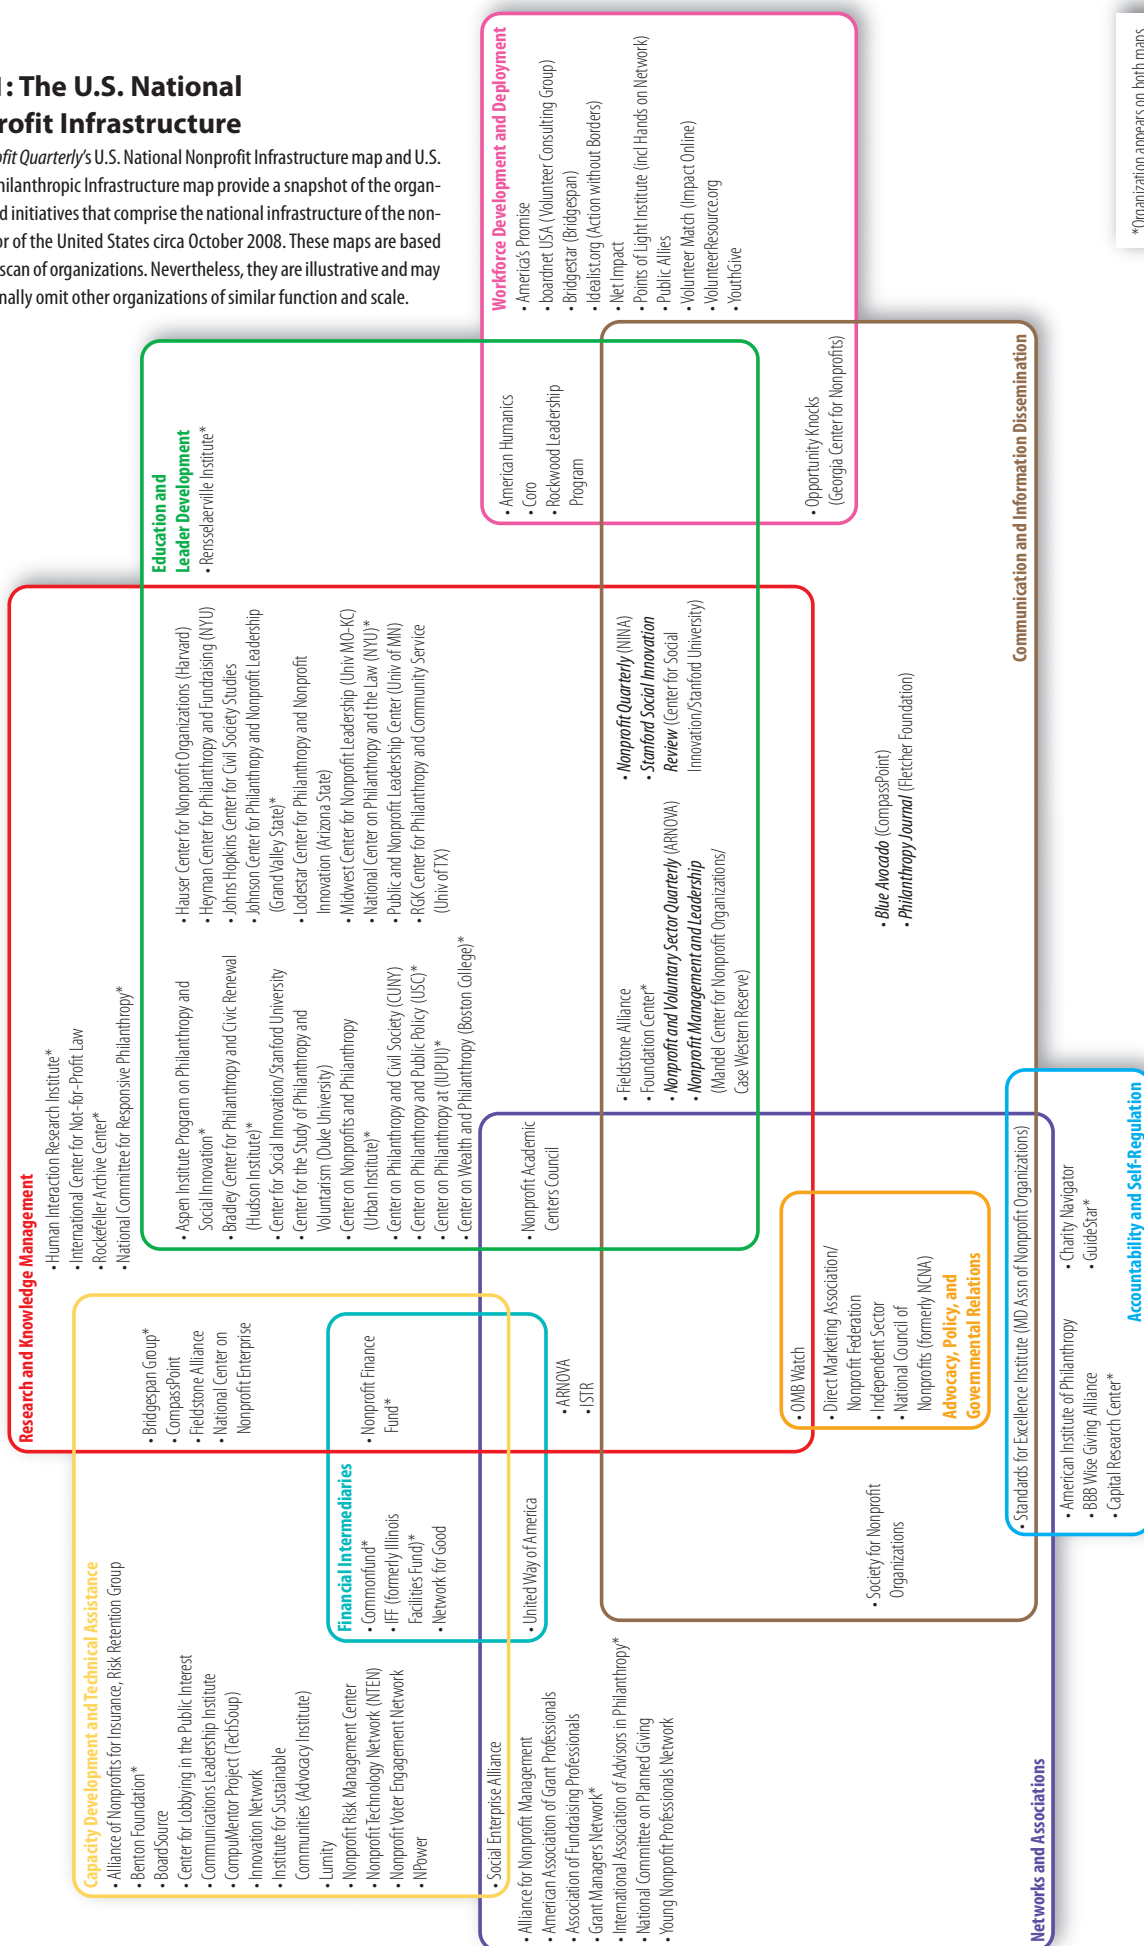 1: The U.S. National
rofit Infrastructure
ofit Quarterly's U.S. National Nonprofit Infrastructure map and U.S.
hilanthropic Infrastructure map provide a snapshot of the organ-
d initiatives that comprise the national infrastructure of the non-
or of the United States circa October 2008. These maps are based
scan of organizations. Nevertheless, they are illustrative and may
nally omit other organizations of similar function and scale.
Capacity Development and Technical Assistance
• Alliance of Nonprofits for Insurance, Risk Retention Group
• Benton Foundation*
• BoardSource
• Center for Lobbying in the Public Interest
• Communications Leadership Institute
• CompuMentor Project (TechSoup)
• Innovation Network
• Institute for Sustainable
Communities (Advocacy Institute)
• Lumity
• Nonprofit Risk Management Center
• Nonprofit Technology Network (NTEN)
• Nonprofit Voter Engagement Network
• NPower
• Social Enterprise Alliance
• Alliance for Nonprofit Management
• American Association of Grant Professionals
• Association of Fundraising Professionals
• Grant Managers Network*
• International Association of Advisors in Philanthropy*
• National Committee on Planned Giving
• Young Nonprofit Professionals Network
Networks and Associations
Financial Intermediaries
• Commonfund*
• IFF (formerly Illinois
Facilities Fund)*
• Network for God
• United Way of America
• Society for Nonprofit
Organizations
Research and Knowledge Management
• Human Interaction Research Institute*
• International Center for Not-for-Profit Law
• Rockefeller Archive Center*
• National Committee for Responsive Philanthropy*
• Bridgespan Group*
• CompassPoint
• Fieldstone Alliance
• National Center on
Nonprofit Enterprise
• Nonprofit Finance
Fund*
• ARNOVA
• ISTR
• OMB Watch
• Direct Marketing Association/
Nonprofit Federation
• Independent Sector
• National Council of
Nonprofits (formerly NCNA)
Advocacy, Policy, and
Governmental Relations
• Standards for Excellence Institute (MD Assn of Nonprofit Organizations)
• American Institute of Philanthropy
• BBB Wise Giving Alliance
• Capital Research Center*
• Charity Navigator
• GuideStar*
Accountability and Self-Regulation
• Aspen Institute Program on Philanthropy and
Social Innovation*
• Bradley Center for Philanthropy and Civic Renewal
(Hudson Institute)*
• Center for Social Innovation/Stanford University
• Center for the Study of Philanthropy and
Voluntarism (Duke University)
• Center on Nonprofits and Philanthropy
(Urban Institute)*
• Center on Philanthropy and Civil Society (CUNY)
• Center on Philanthropy and Public Policy (USC)*
• Center on Philanthropy at (IUPUI)*
• Center on Wealth and Philanthropy (Boston College)*
• Nonprofit Academic
Centers Council
• Hauser Center for Nonprofit Organizations (Harvard)
• Heyman Center for Philanthropy and Fundraising (NYU)
• Johns Hopkins Center for Civil Society Studies
• Johnson Center for Philanthropy and Nonprofit Leadership
(Grand Valley State)*
• Lodestar Center for Philanthropy and Nonprofit
Innovation (Arizona State)
• Midwest Center for Nonprofit Leadership (Univ MO-KC)
• National Center on Philanthropy and the Law (NYU)*
• Public and Nonprofit Leadership Center (Univ of MN)
• RGK Center for Philanthropy and Community Service
(Univ of TX)
• Fieldstone Alliance
• Foundation Center*
• Nonprofit and Voluntary Sector Quarterly (ARNOVA)
• Nonprofit Management and Leadership
(Mandel Center for Nonprofit Organizations/
Case Western Reserve)
• Nonprofit Quarterly (NINA)
• Stanford Social Innovation
Review (Center for Social
Innovation/Stanford University)
• Blue Avocado (CompassPoint)
• Philanthropy Journal (Fletcher Foundation)
Communication and Information Dissemination
Education and
Leader Development
• Rensselaerville Institute*
• American Humanics
• Coro
• Rockwood Leadership
Program
• Opportunity Knocks
(Georgia Center for Nonprofits)
Workforce Development and Deployment
• America's Promise
• boardnet USA (Volunteer Consulting Group)
• Bridgestar (Bridgespan)
• Idealist.org (Action without Borders)
• Net Impact
• Points of Light Institute (incl Hands on Network)
• Public Allies
• Volunteer Match (Impact Online)
• VolunteerResource.org
• YouthGive
*Organization appears on both maps